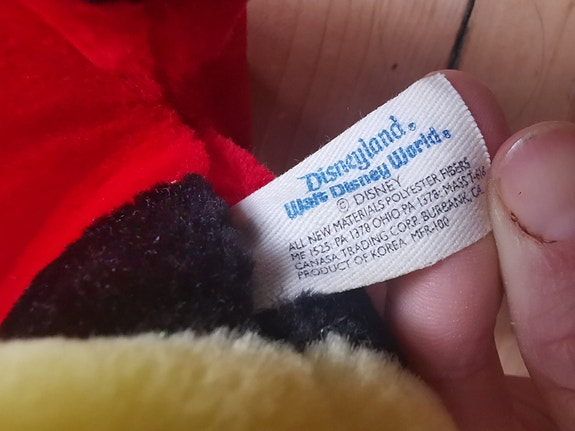 Disneyland®
Walt Disney World®
© DISNEY
ALL NEW MATERIALS POLYESTER FIBERS
ME 1525: PA 1378 OHIO: PA 1378: MASS T-616
CANASA TRADING CORP. BURBANK, CA.
PRODUCT OF KOREA. MFR-100